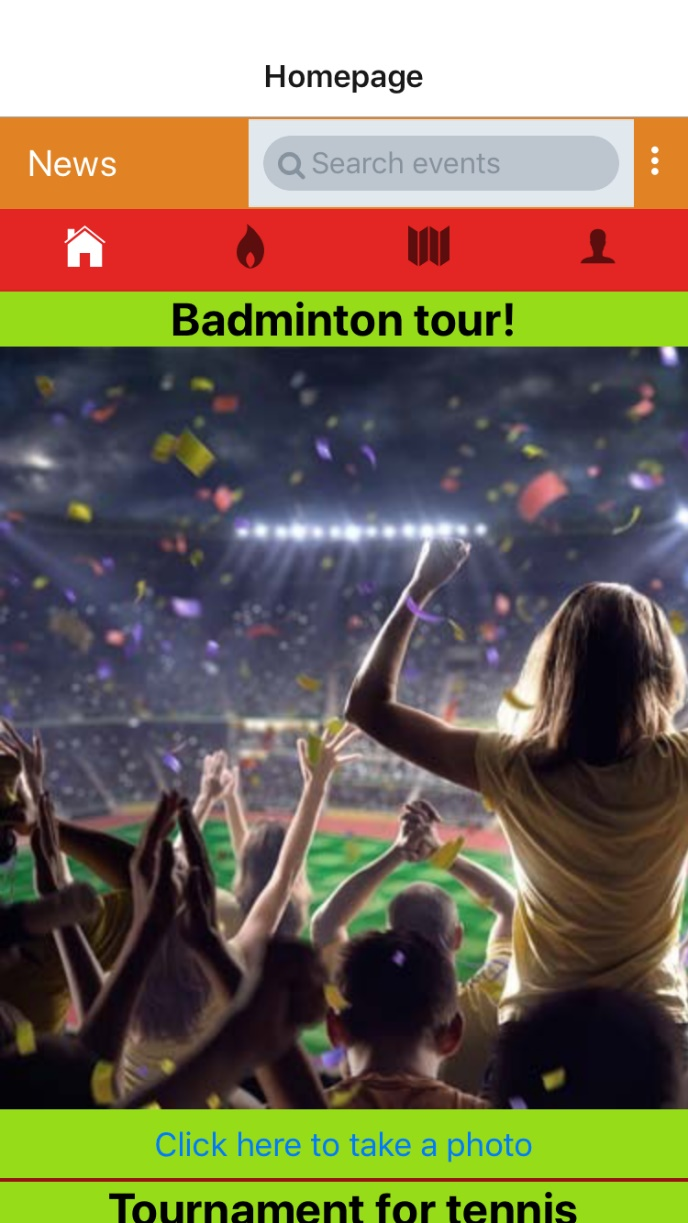 Homepage
News
Search events
Badminton tour!
Click here to take a photo
Tournament for tennis